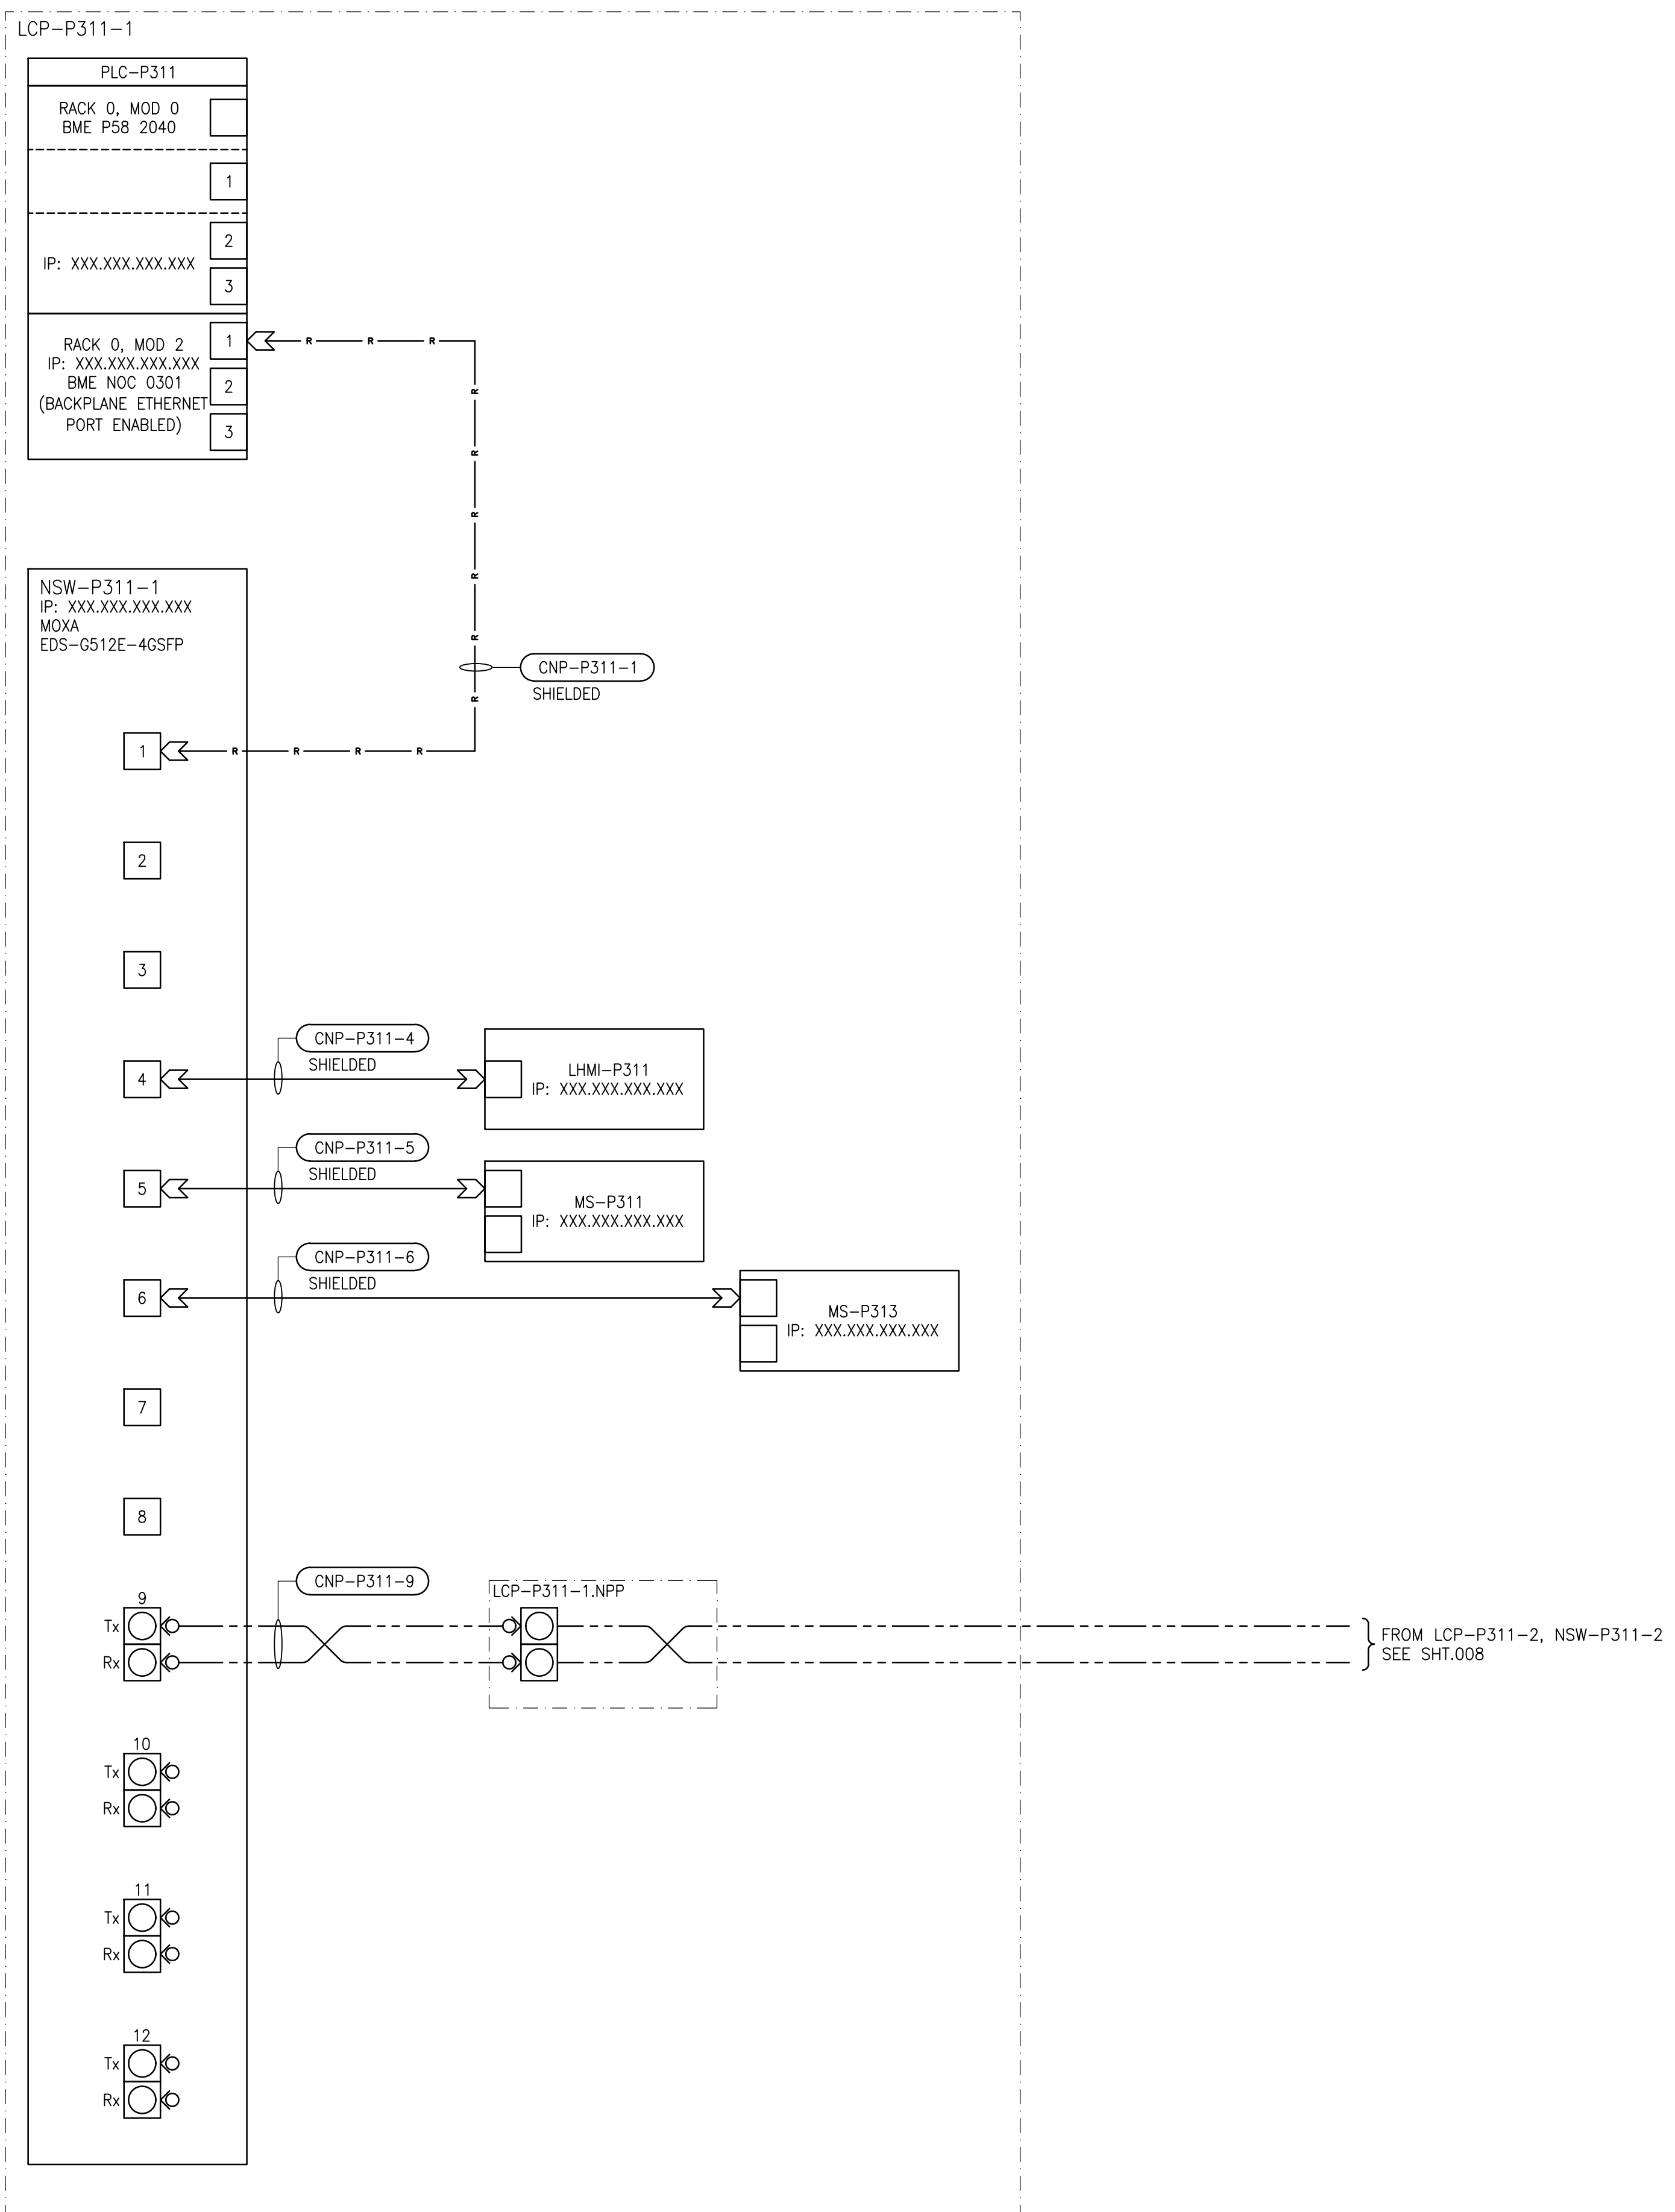 LCP-P311-1
PLC-P311
RACK 0, MOD 0
BME P58 2040
1
2
IP: XXX.XXX.XXX.XXX
3
RACK 0, MOD 2
IP: XXX.XXX.XXX.XXX
BME NOC 0301
(BACKPLANE ETHERNET
PORT ENABLED)
1
2
3
R R R
R
R
R
R
R
R
R R R R
CNP-P311-1
SHIELDED
NSW-P311-1
IP: XXX.XXX.XXX.XXX
MOXA
EDS-G512E-4GSFP
1
2
3
4
CNP-P311-4
SHIELDED
LHMI-P311
IP: XXX.XXX.XXX.XXX
5
CNP-P311-5
SHIELDED
MS-P311
IP: XXX.XXX.XXX.XXX
6
CNP-P311-6
SHIELDED
MS-P313
IP: XXX.XXX.XXX.XXX
7
8
9
Tx
Rx
CNP-P311-9
LCP-P311-1.NPP
FROM LCP-P311-2, NSW-P311-2
SEE SHT.008
10
Tx
Rx
11
Tx
Rx
12
Tx
Rx